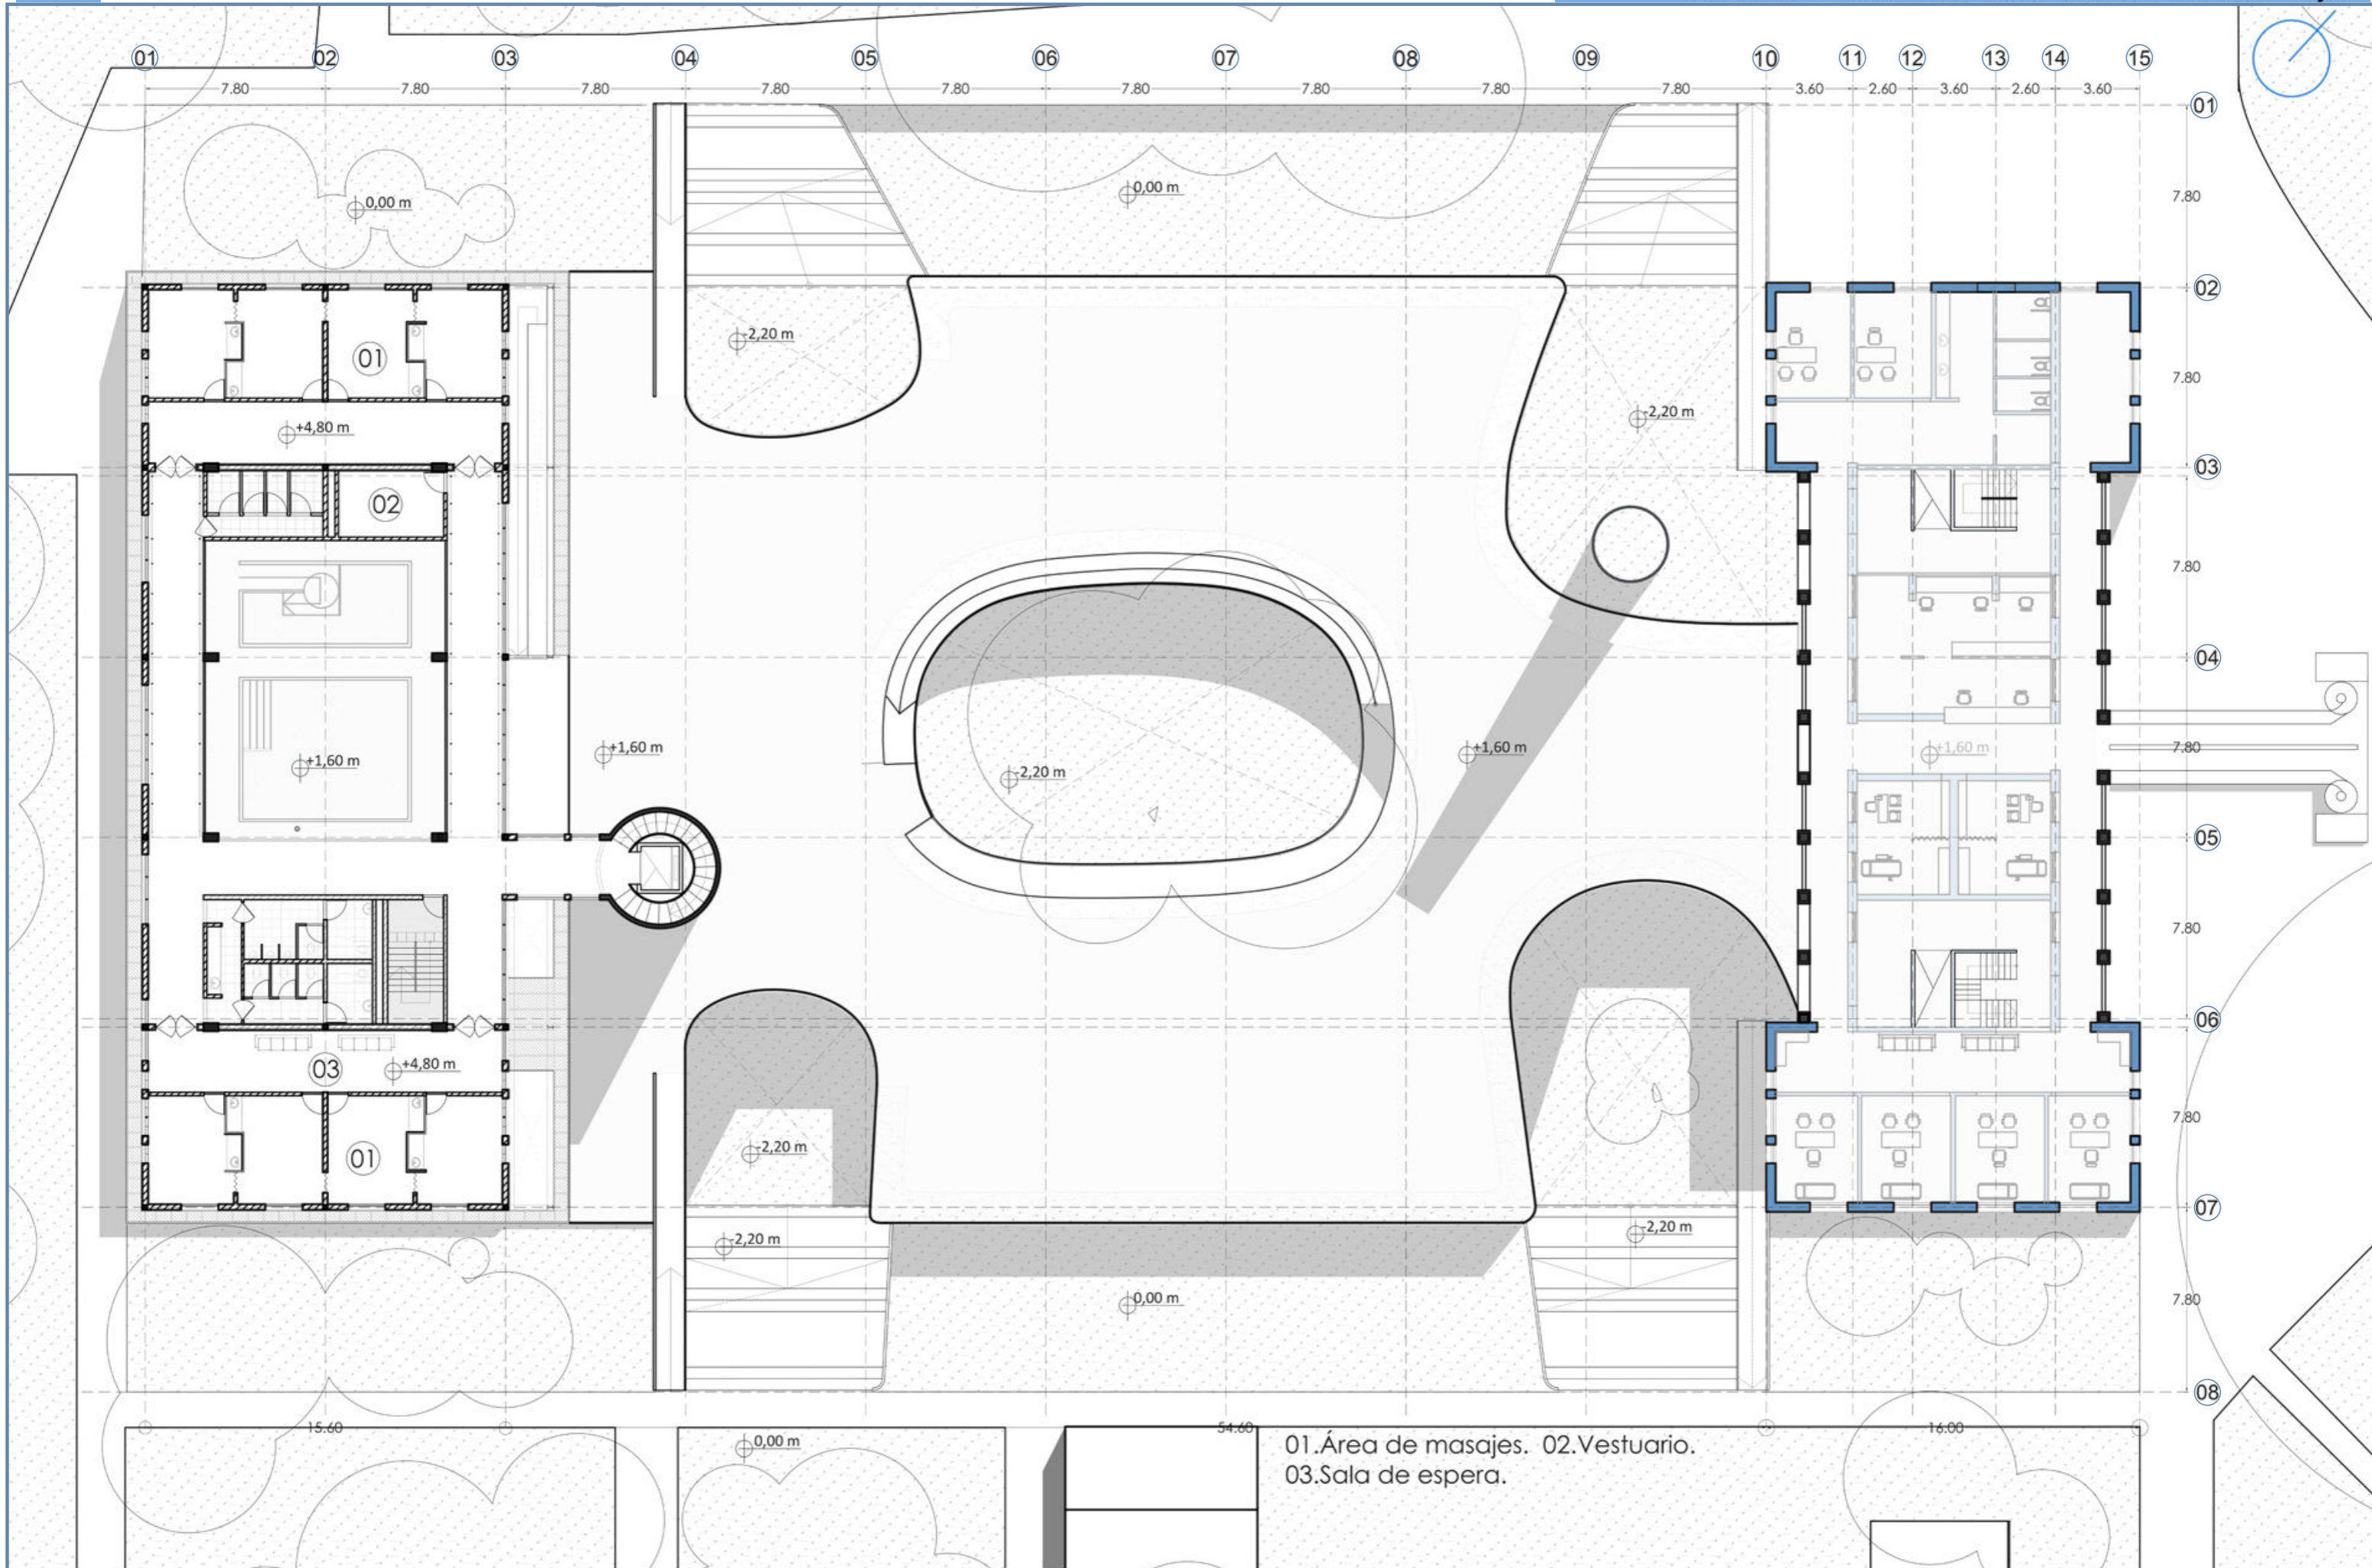 01 02 03 04 05 06 07 08 09 10 11 12 13 14 15
7.80 7.80 7.80 7.80 7.80 7.80 7.80 7.80 7.80 3.60 2.60 3.60 2.60 3.60
01
0,00 m
7.80
0,00 m
02
-2,20 m
01
7.80
-2,20 m
+4,80 m
03
02
7.80
04
+1,60 m
+1,60 m
+1,60 m
7.80
+1,60 m
-2,20 m
05
7.80
06
03
+4,80 m
7.80
-2,20 m
01
07
-2,20 m
-2,20 m
0,00 m
7.80
08
15.60
54.60
16.00
0,00 m
01.Área de masajes. 02.Vestuario.
03.Sala de espera.